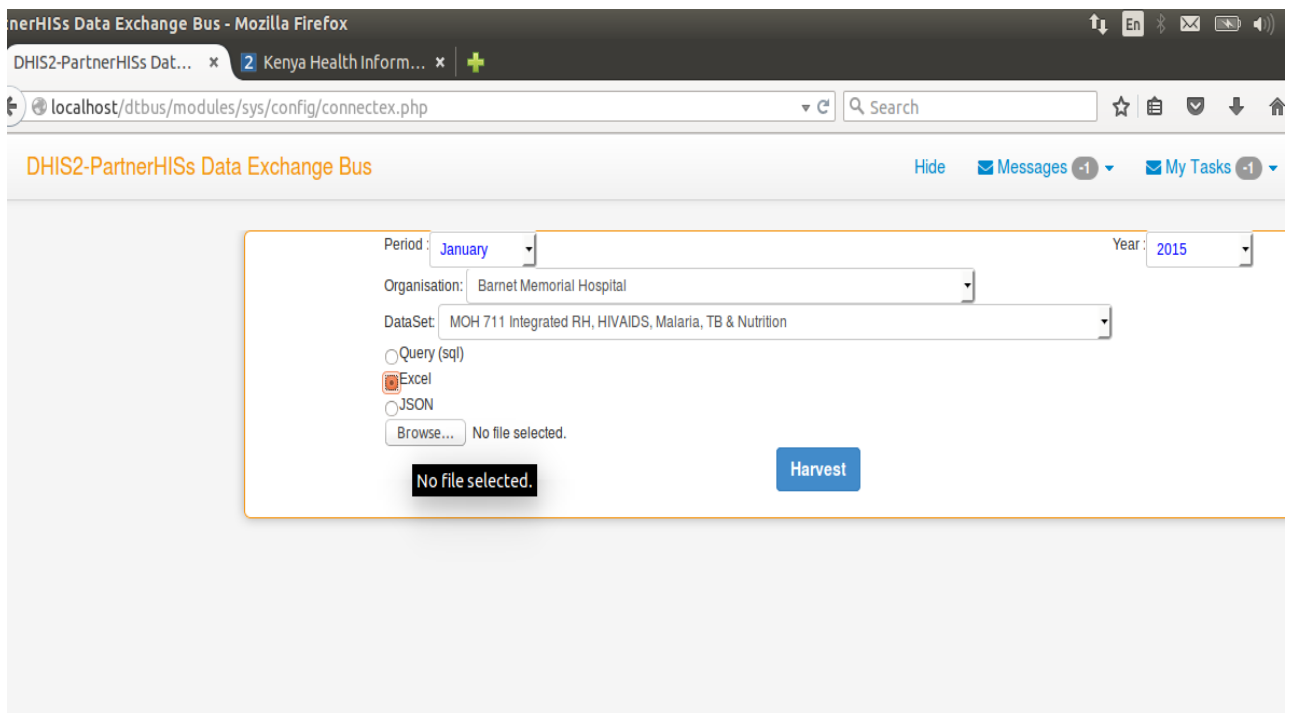 tnerHISs Data Exchange Bus - Mozilla Firefox En
DHIS2-PartnerHISs Dat... × 2 Kenya Health Inform... ×
localhost/dtbus/modules/sys/config/connectex.php Search
DHIS2-PartnerHISs Data Exchange Bus Hide Messages -1 My Tasks -1
Period : January Year : 2015
Organisation: Barnet Memorial Hospital
DataSet: MOH 711 Integrated RH, HIVAIDS, Malaria, TB & Nutrition
Query (sql)
Excel
JSON
Browse... No file selected.
Harvest
No file selected.